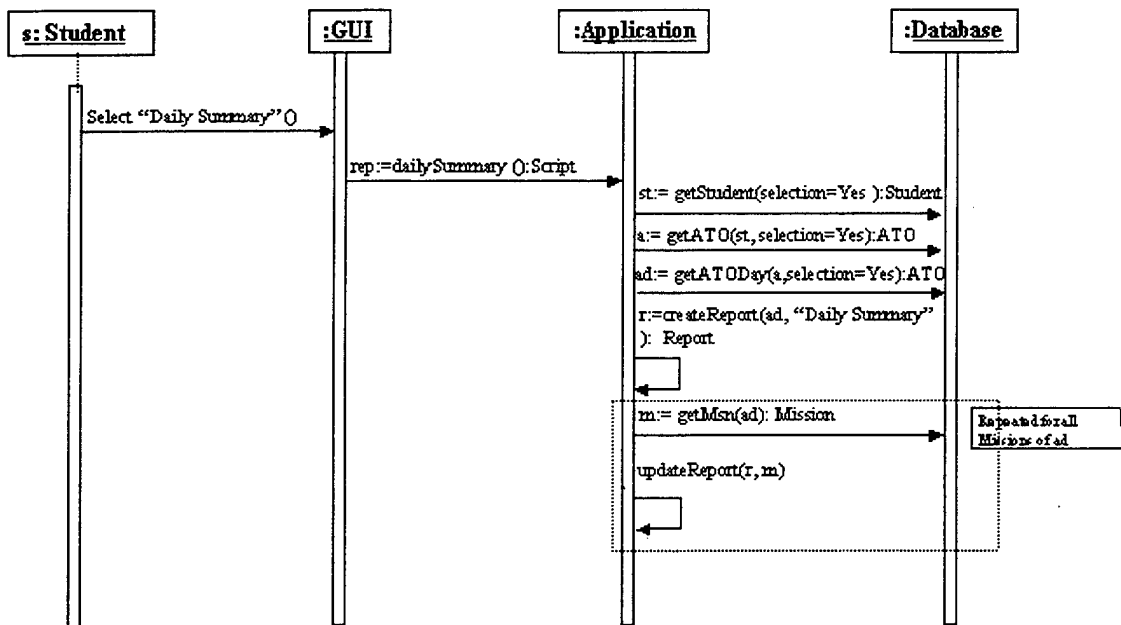 s: Student
:GUI
:Application
:Database
Select “Daily Summary”()
rep:=dailySummary ():Script
st:= getStudent(selection=Yes ):Student
a:= getATO(st, selection=Yes):ATO
ad:= getATODay(a,selection=Yes):ATO
r:=createReport(ad, “Daily Summary”
): Report
m:= getMsn(ad): Mission
Repeated for all
Missions of ad
updateReport(r, m)